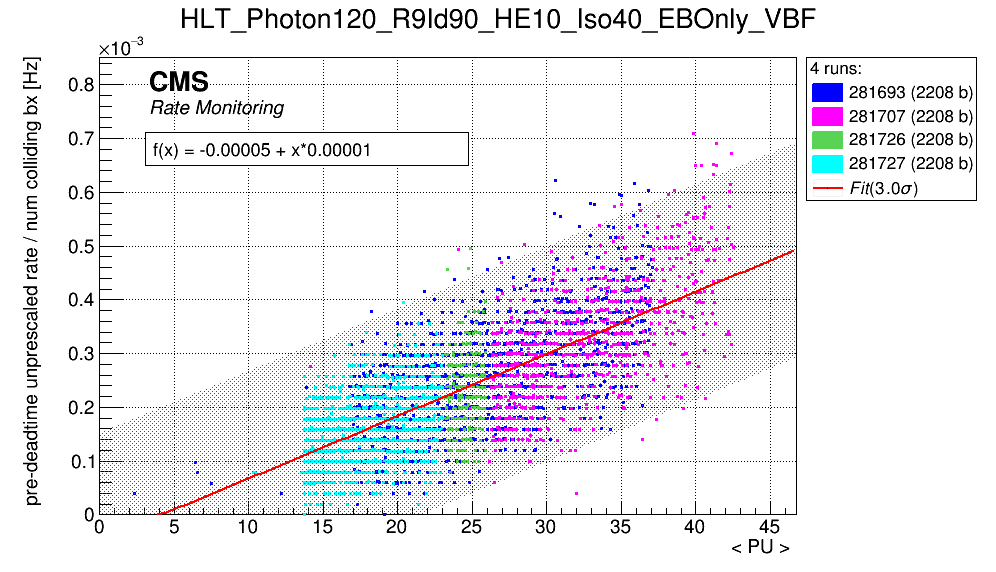 HLT_Photon120_R9Id90_HE10_Iso40_EBOnly_VBF
×10⁻³
pre-deadtime unprescaled rate / num colliding bx [Hz]
CMS
Rate Monitoring
f(x) = -0.00005 + x*0.00001
0.8
0.7
0.6
0.5
0.4
0.3
0.2
0.1
0
0 5 10 15 20 25 30 35 40 45
< PU >
4 runs:
281693 (2208 b)
281707 (2208 b)
281726 (2208 b)
281727 (2208 b)
Fit(3.0σ)